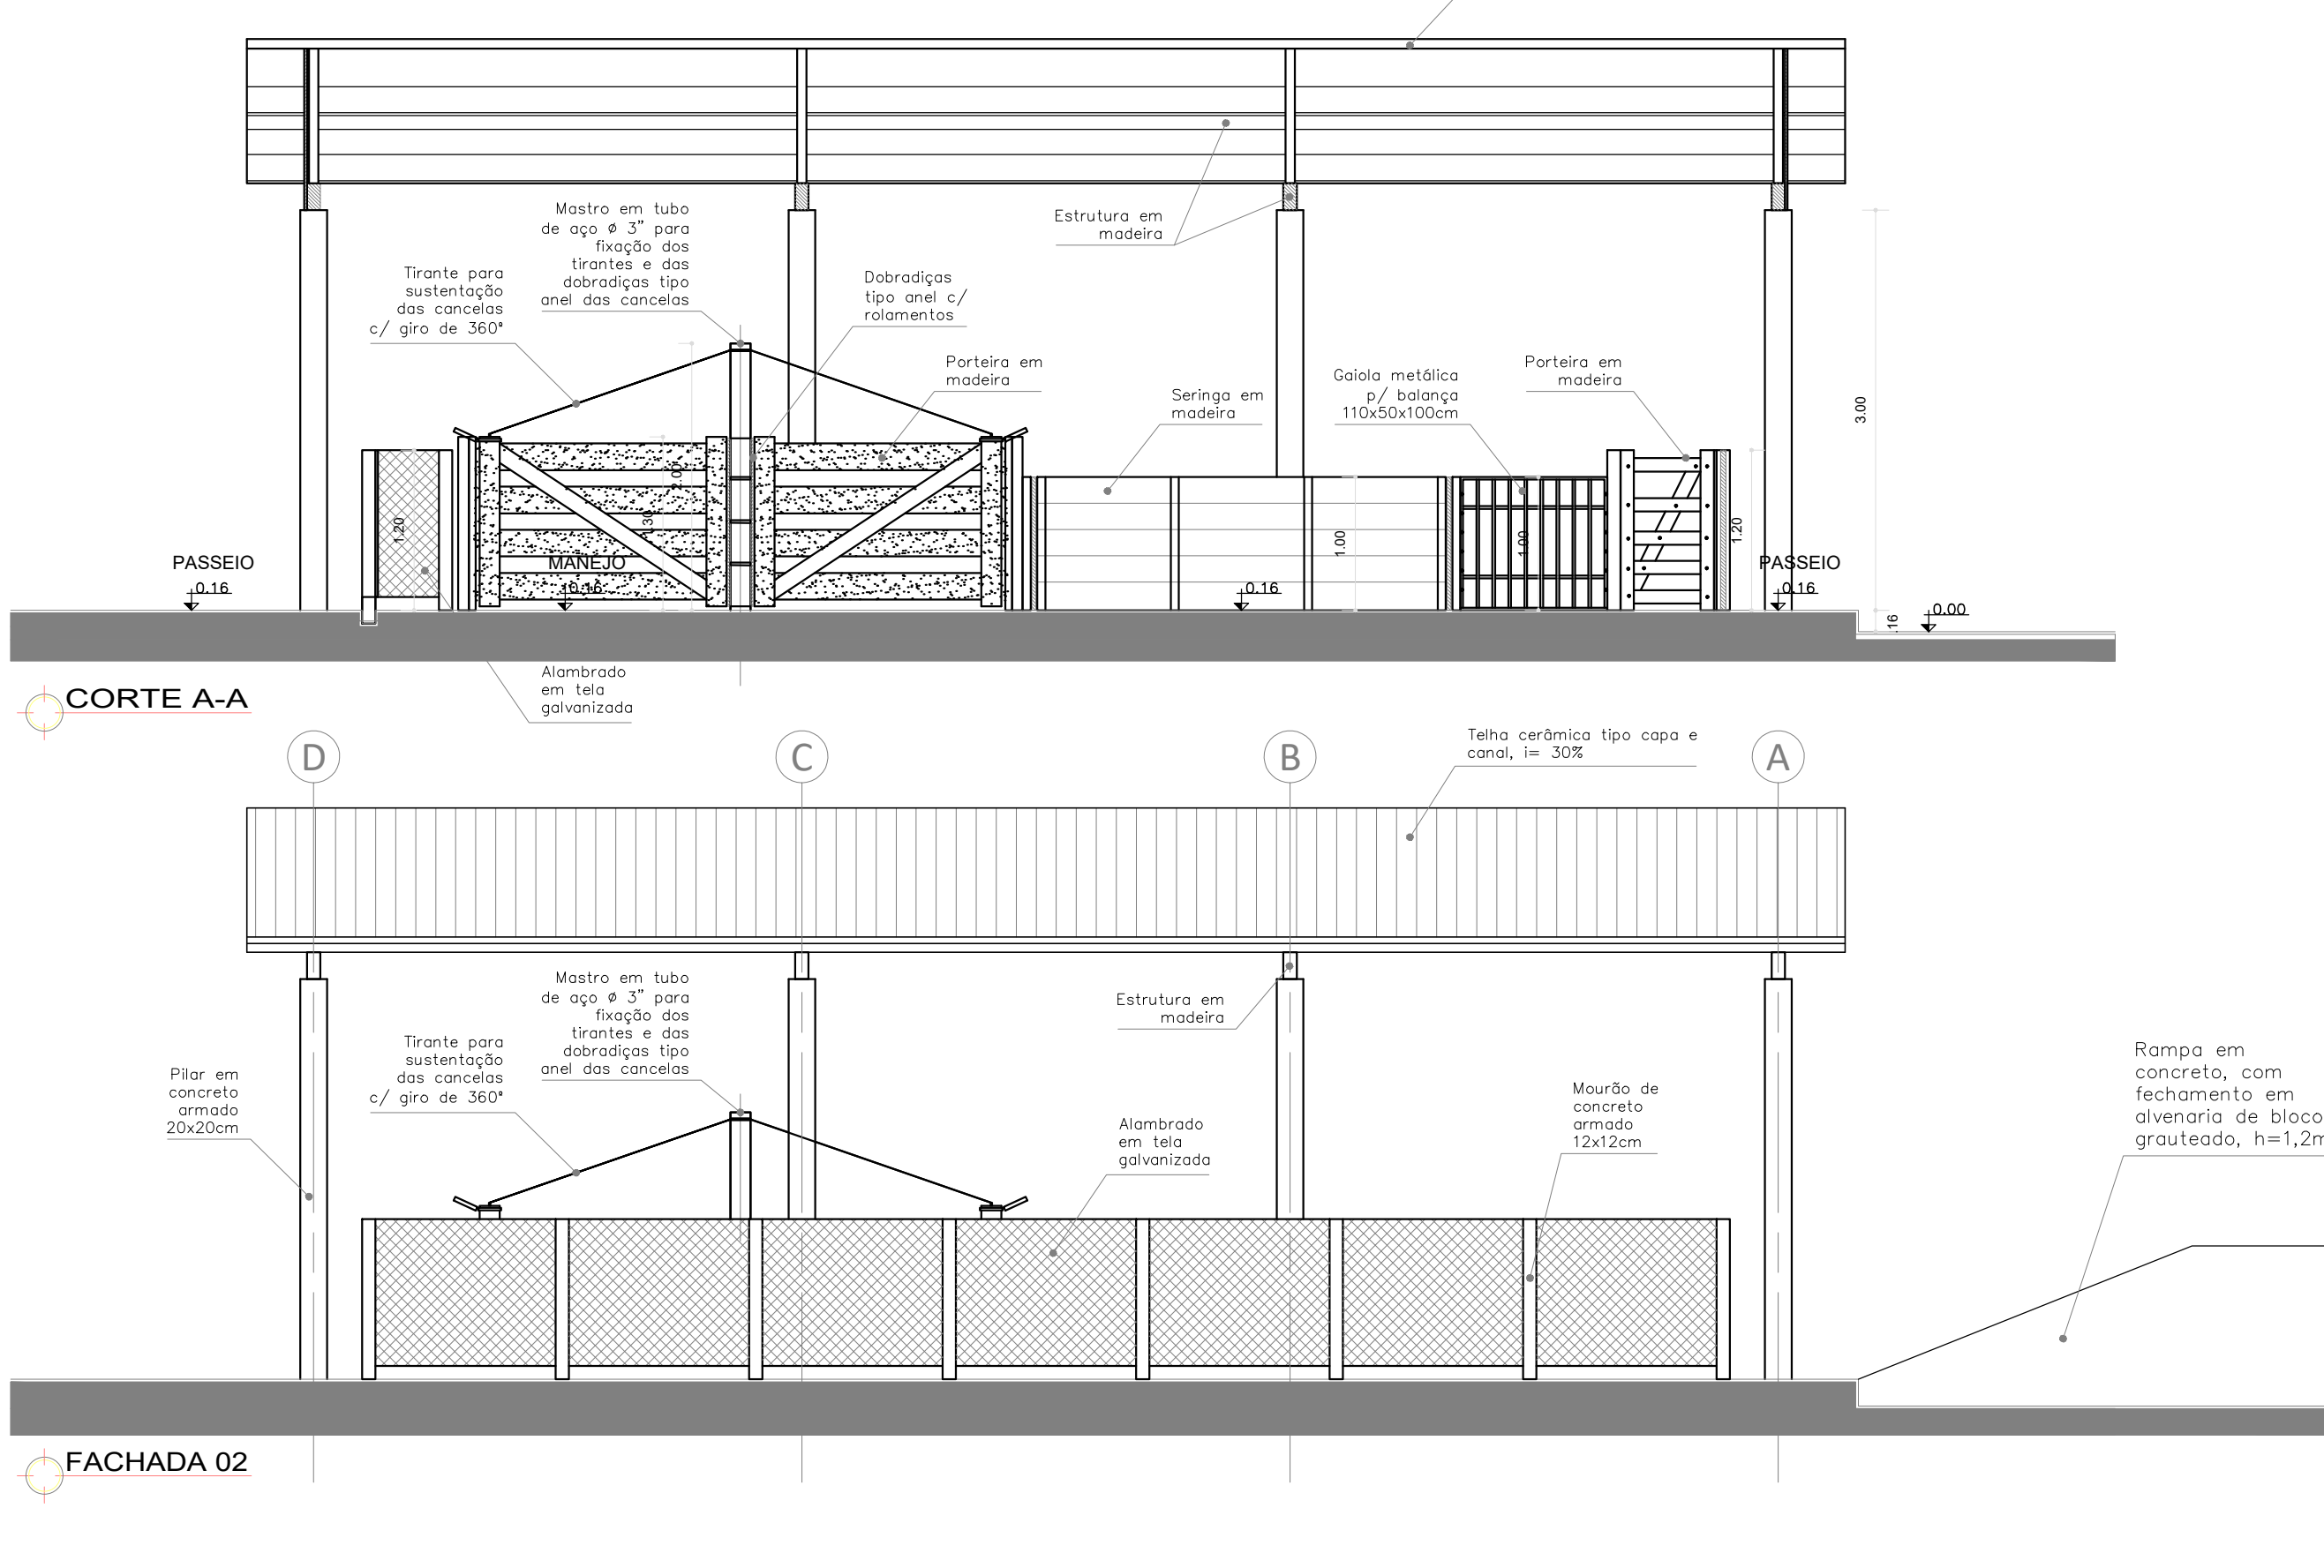 Mastro em tubo
de aço ø 3" para
fixação dos
tirantes e das
dobradiças tipo
anel das cancelas
Estrutura em
madeira
Tirante para
sustentação
das cancelas
c/ giro de 360°
Dobradiças
tipo anel c/
rolamentos
Porteira em
madeira
Seringa em
madeira
Gaiola metálica
p/ balança
110x50x100cm
Porteira em
madeira
3.00
2.00
1.30
1.20
1.00
1.00
1.20
PASSEIO
0.16
MANEJO
0.16
0.16
PASSEIO
0.16
.16
0.00
Alambrado
em tela
galvanizada
CORTE A-A
D
C
B
A
Telha cerâmica tipo capa e
canal, i= 30%
Mastro em tubo
de aço ø 3" para
fixação dos
tirantes e das
dobradiças tipo
anel das cancelas
Estrutura em
madeira
Tirante para
sustentação
das cancelas
c/ giro de 360°
Pilar em
concreto
armado
20x20cm
Alambrado
em tela
galvanizada
Mourão de
concreto
armado
12x12cm
Rampa em
concreto, com
fechamento em
alvenaria de bloco
grauteado, h=1,2m
FACHADA 02